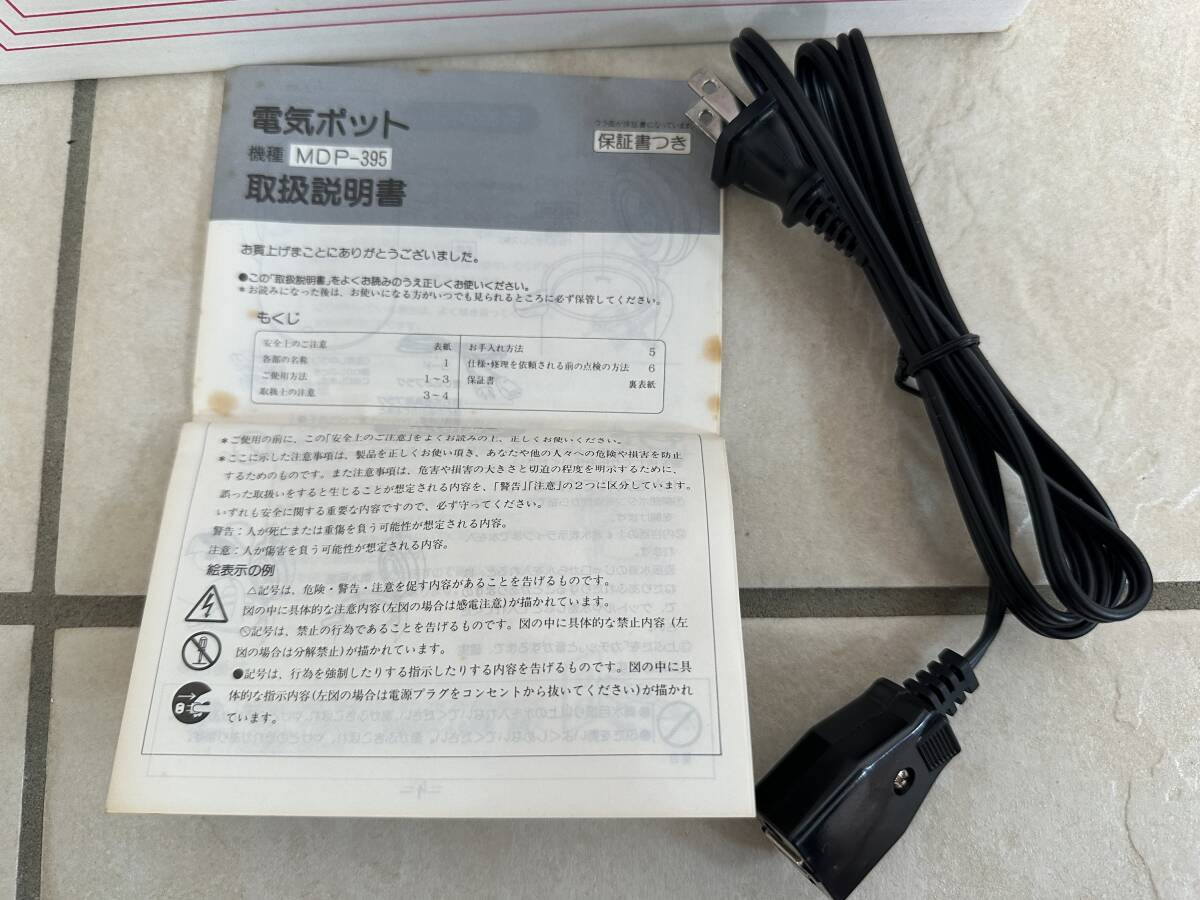 電気ポット
機種 MDP-395
取扱説明書
ウラ面が保証書になっています
保証書つき
お買上げまことにありがとうございました。
●この「取扱説明書」をよくお読みのうえ正しくお使いください。
＊お読みになった後は、お使いになる方がいつでも見られるところに必ず保管してください。
もくじ
安全上のご注意 表紙
各部の名称 1
ご使用方法 1～3
取扱上の注意 3～4
お手入れ方法 5
仕様・修理を依頼される前の点検の方法 6
保証書 裏表紙
＊ご使用の前に、この「安全上のご注意」をよくお読みの上、正しくお使いください。
＊ここに示した注意事項は、製品を正しくお使い頂き、あなたや他の人々への危険や損害を防止
するためのものです。また注意事項は、危害や損害の大きさと切迫の程度を明示するために、
誤った取扱いをすると生じることが想定される内容を、「警告」「注意」の２つに区分しています。
いずれも安全に関する重要な内容ですので、必ず守ってください。
警告：人が死亡または重傷を負う可能性が想定される内容。
注意：人が傷害を負う可能性が想定される内容。
絵表示の例
△記号は、危険・警告・注意を促す内容があることを告げるものです。
図の中に具体的な注意内容(左図の場合は感電注意)が描かれています。
🛇記号は、禁止の行為であることを告げるものです。図の中に具体的な禁止内容（左
図の場合は分解禁止)が描かれています。
●記号は、行為を強制したりする指示したりする内容を告げるものです。図の中に具
体的な指示内容(左図の場合は電源プラグをコンセントから抜いてください)が描かれ
ています。